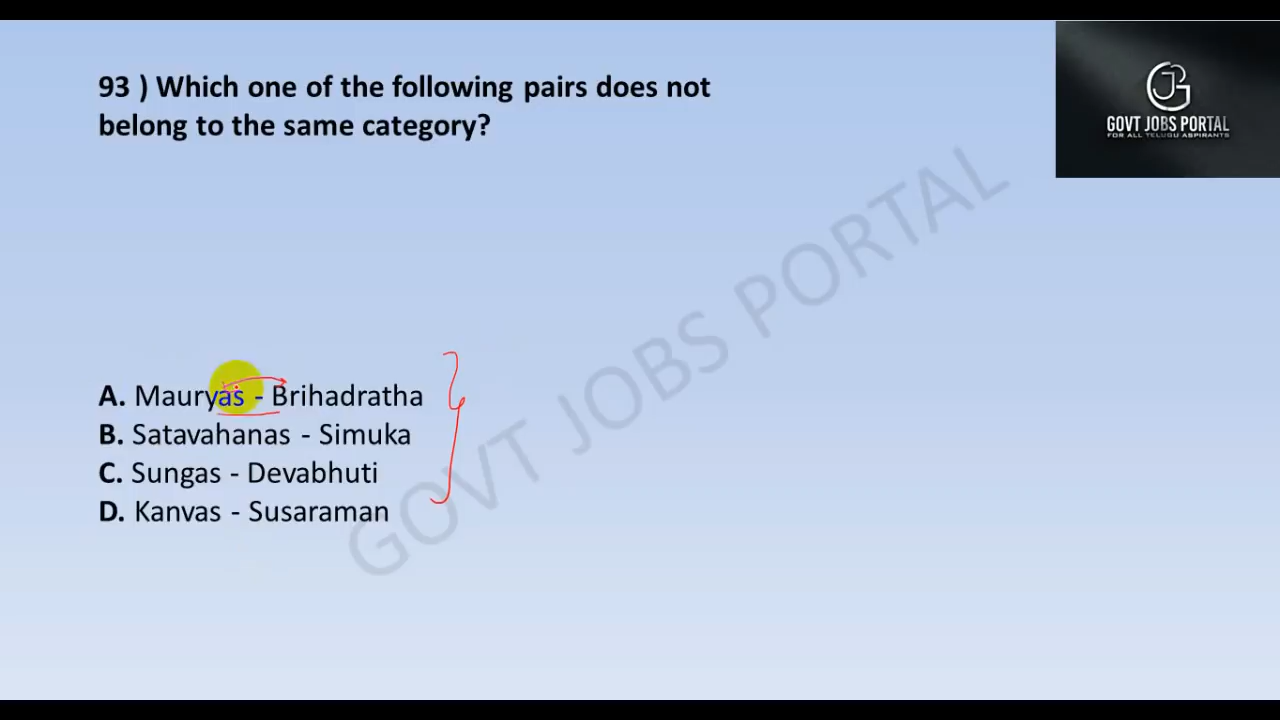 93 ) Which one of the following pairs does not
belong to the same category?
GOVT JOBS PORTAL
FOR ALL TELUGU ASPIRANTS
A. Mauryas - Brihadratha
B. Satavahanas - Simuka
C. Sungas - Devabhuti
D. Kanvas - Susaraman
GOVT JOBS PORTAL